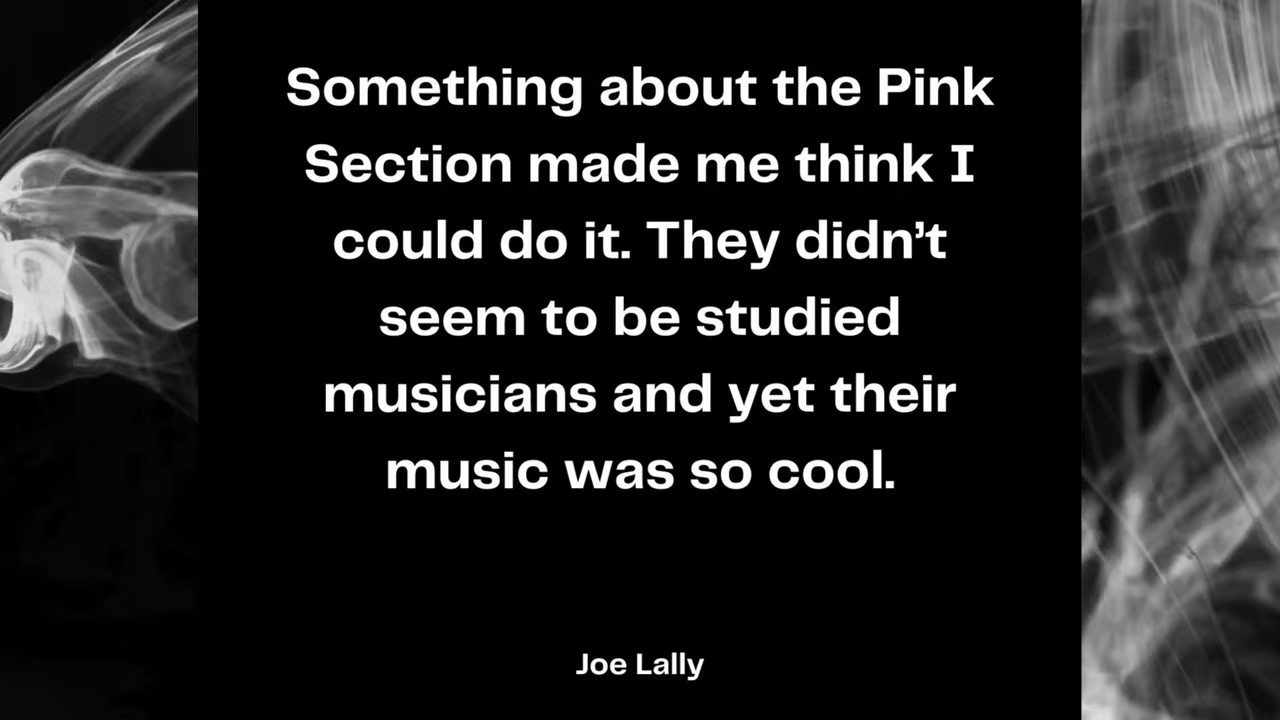 Something about the Pink
Section made me think I
could do it. They didn’t
seem to be studied
musicians and yet their
music was so cool.
Joe Lally